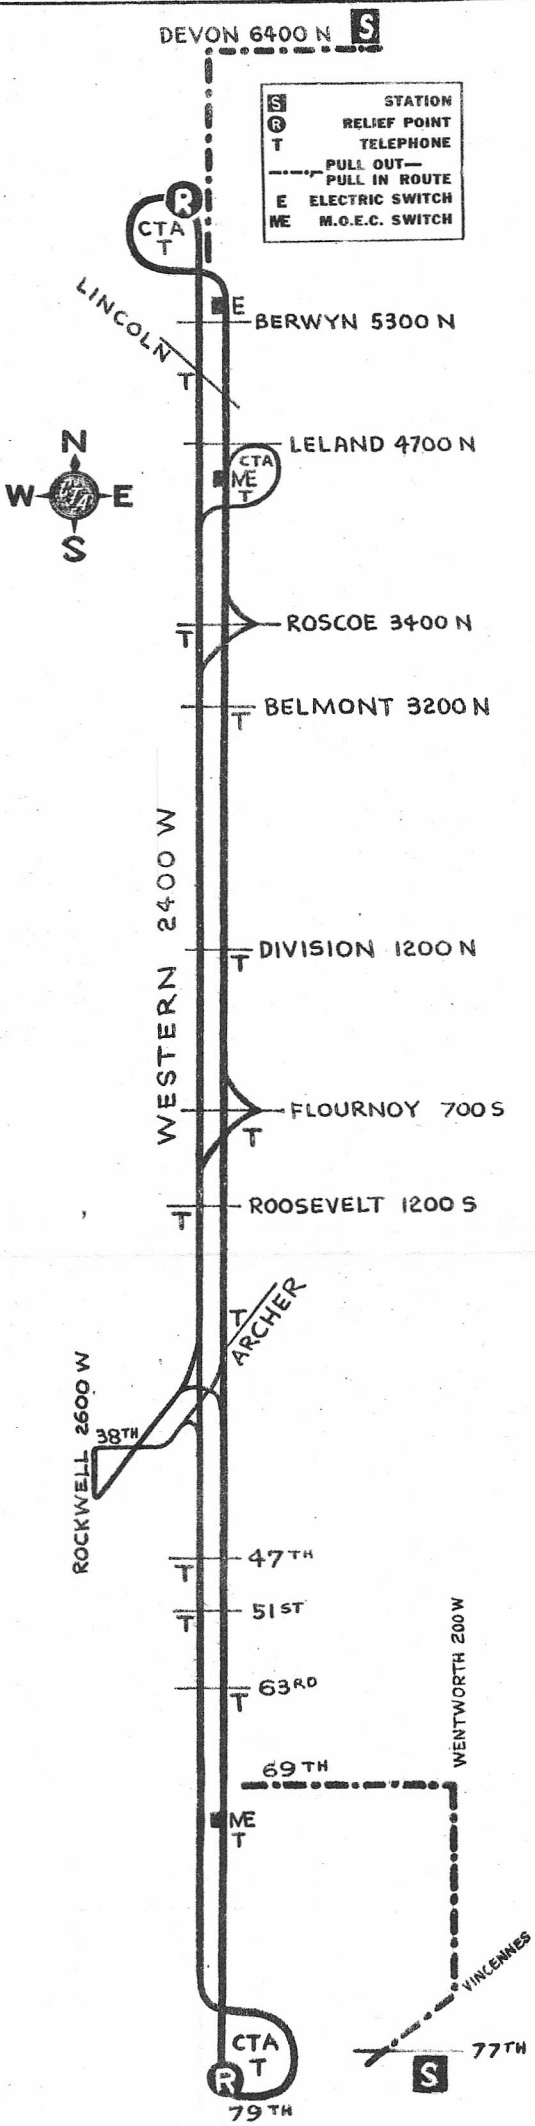 DEVON 6400 N S
S STATION
R RELIEF POINT
T TELEPHONE
PULL OUT—
PULL IN ROUTE
E ELECTRIC SWITCH
ME M.O.E.C. SWITCH
R
CTA
T
E
LINCOLN
BERWYN 5300 N
T
LELAND 4700 N
CTA
ME
T
N
W CTA E
S
ROSCOE 3400 N
T
BELMONT 3200 N
T
WESTERN 2400 W
DIVISION 1200 N
T
FLOURNOY 700 S
T
ROOSEVELT 1200 S
T
T
ARCHER
ROCKWELL 2600 W
38TH
47TH
T
51ST
T
63RD
T
WENTWORTH 200 W
69TH
ME
T
VINCENNES
CTA
T
77TH
R
S
79TH